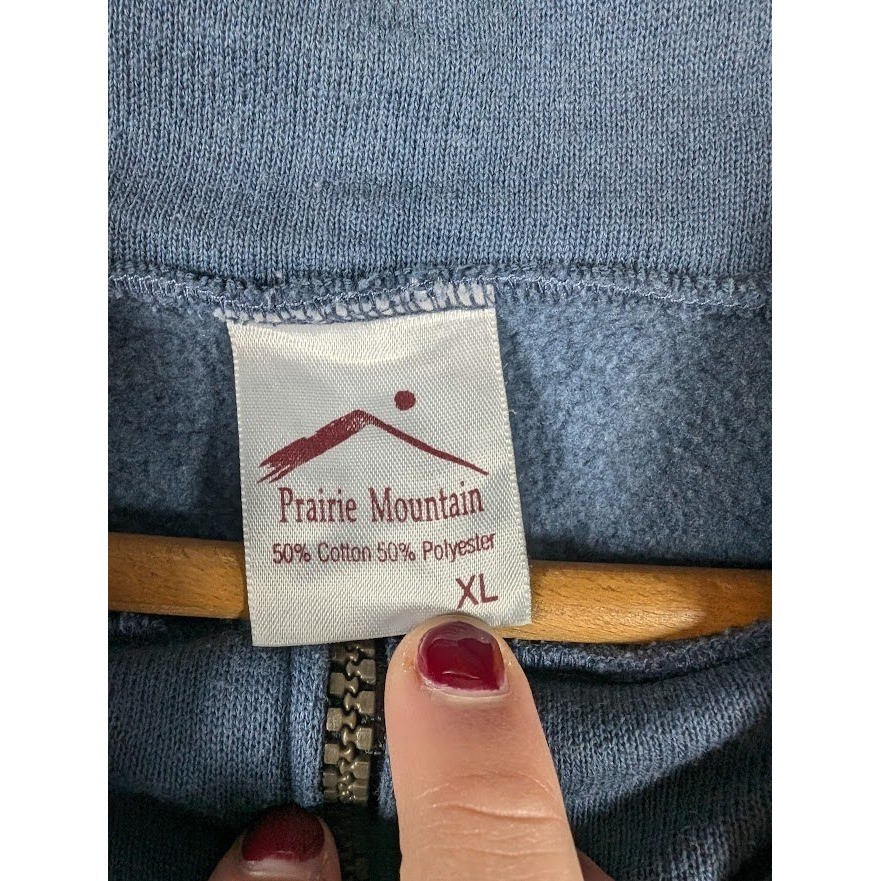 Prairie Mountain
50% Cotton 50% Polyester
XL